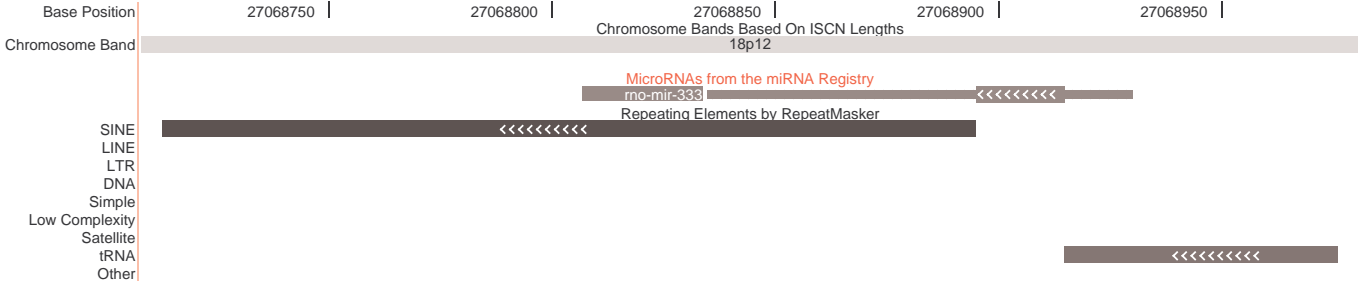 Base Position 27068750 27068800 27068850 27068900 27068950
Chromosome Bands Based On ISCN Lengths
Chromosome Band 18p12
MicroRNAs from the miRNA Registry
rno-mir-333
Repeating Elements by RepeatMasker
SINE
LINE
LTR
DNA
Simple
Low Complexity
Satellite
tRNA
Other